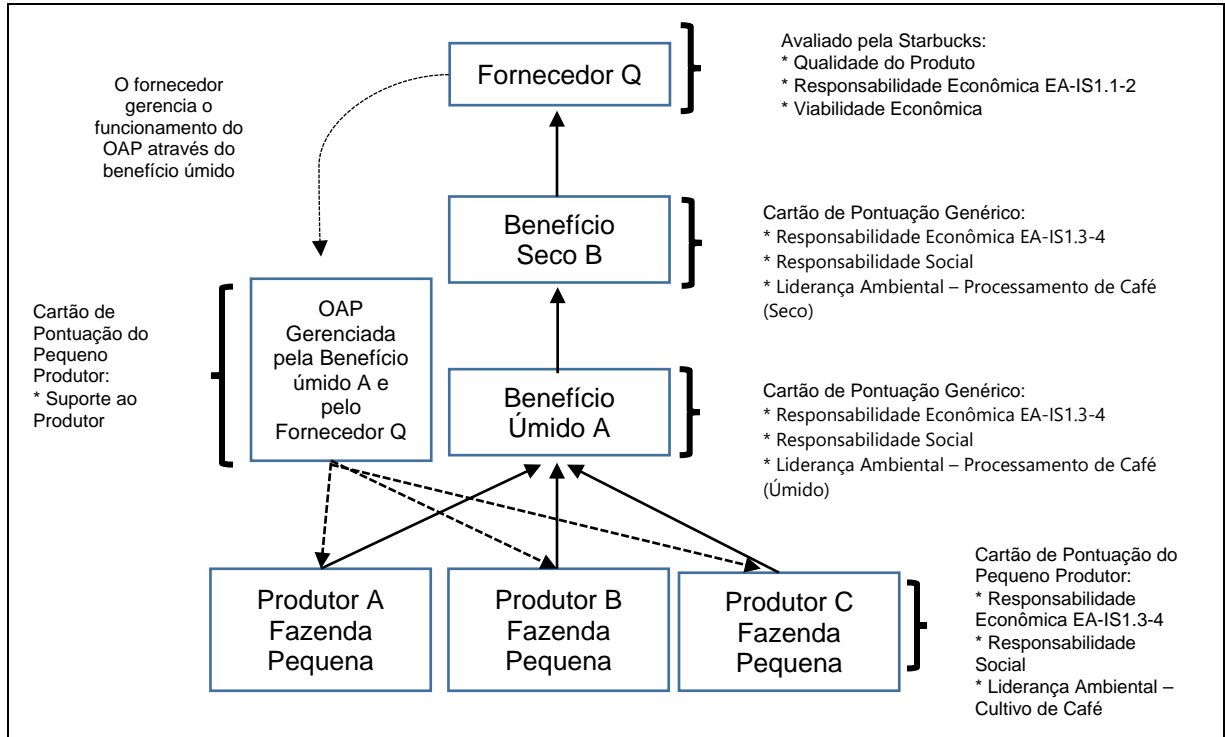 O fornecedor
gerencia o
funcionamento do
OAP através do
benefício úmido
Fornecedor Q
Avaliado pela Starbucks:
* Qualidade do Produto
* Responsabilidade Econômica EA-IS1.1-2
* Viabilidade Econômica
Benefício
Seco B
Cartão de Pontuação Genérico:
* Responsabilidade Econômica EA-IS1.3-4
* Responsabilidade Social
* Liderança Ambiental – Processamento de Café
(Seco)
Cartão de
Pontuação do
Pequeno
Produtor:
* Suporte ao
Produtor
OAP
Gerenciada
pela Benefício
úmido A e
pelo
Fornecedor Q
Benefício
Úmido A
Cartão de Pontuação Genérico:
* Responsabilidade Econômica EA-IS1.3-4
* Responsabilidade Social
* Liderança Ambiental – Processamento de Café
(Úmido)
Produtor A
Fazenda
Pequena
Produtor B
Fazenda
Pequena
Produtor C
Fazenda
Pequena
Cartão de Pontuação do
Pequeno Produtor:
* Responsabilidade
Econômica EA-IS1.3-4
* Responsabilidade
Social
* Liderança Ambiental –
Cultivo de Café